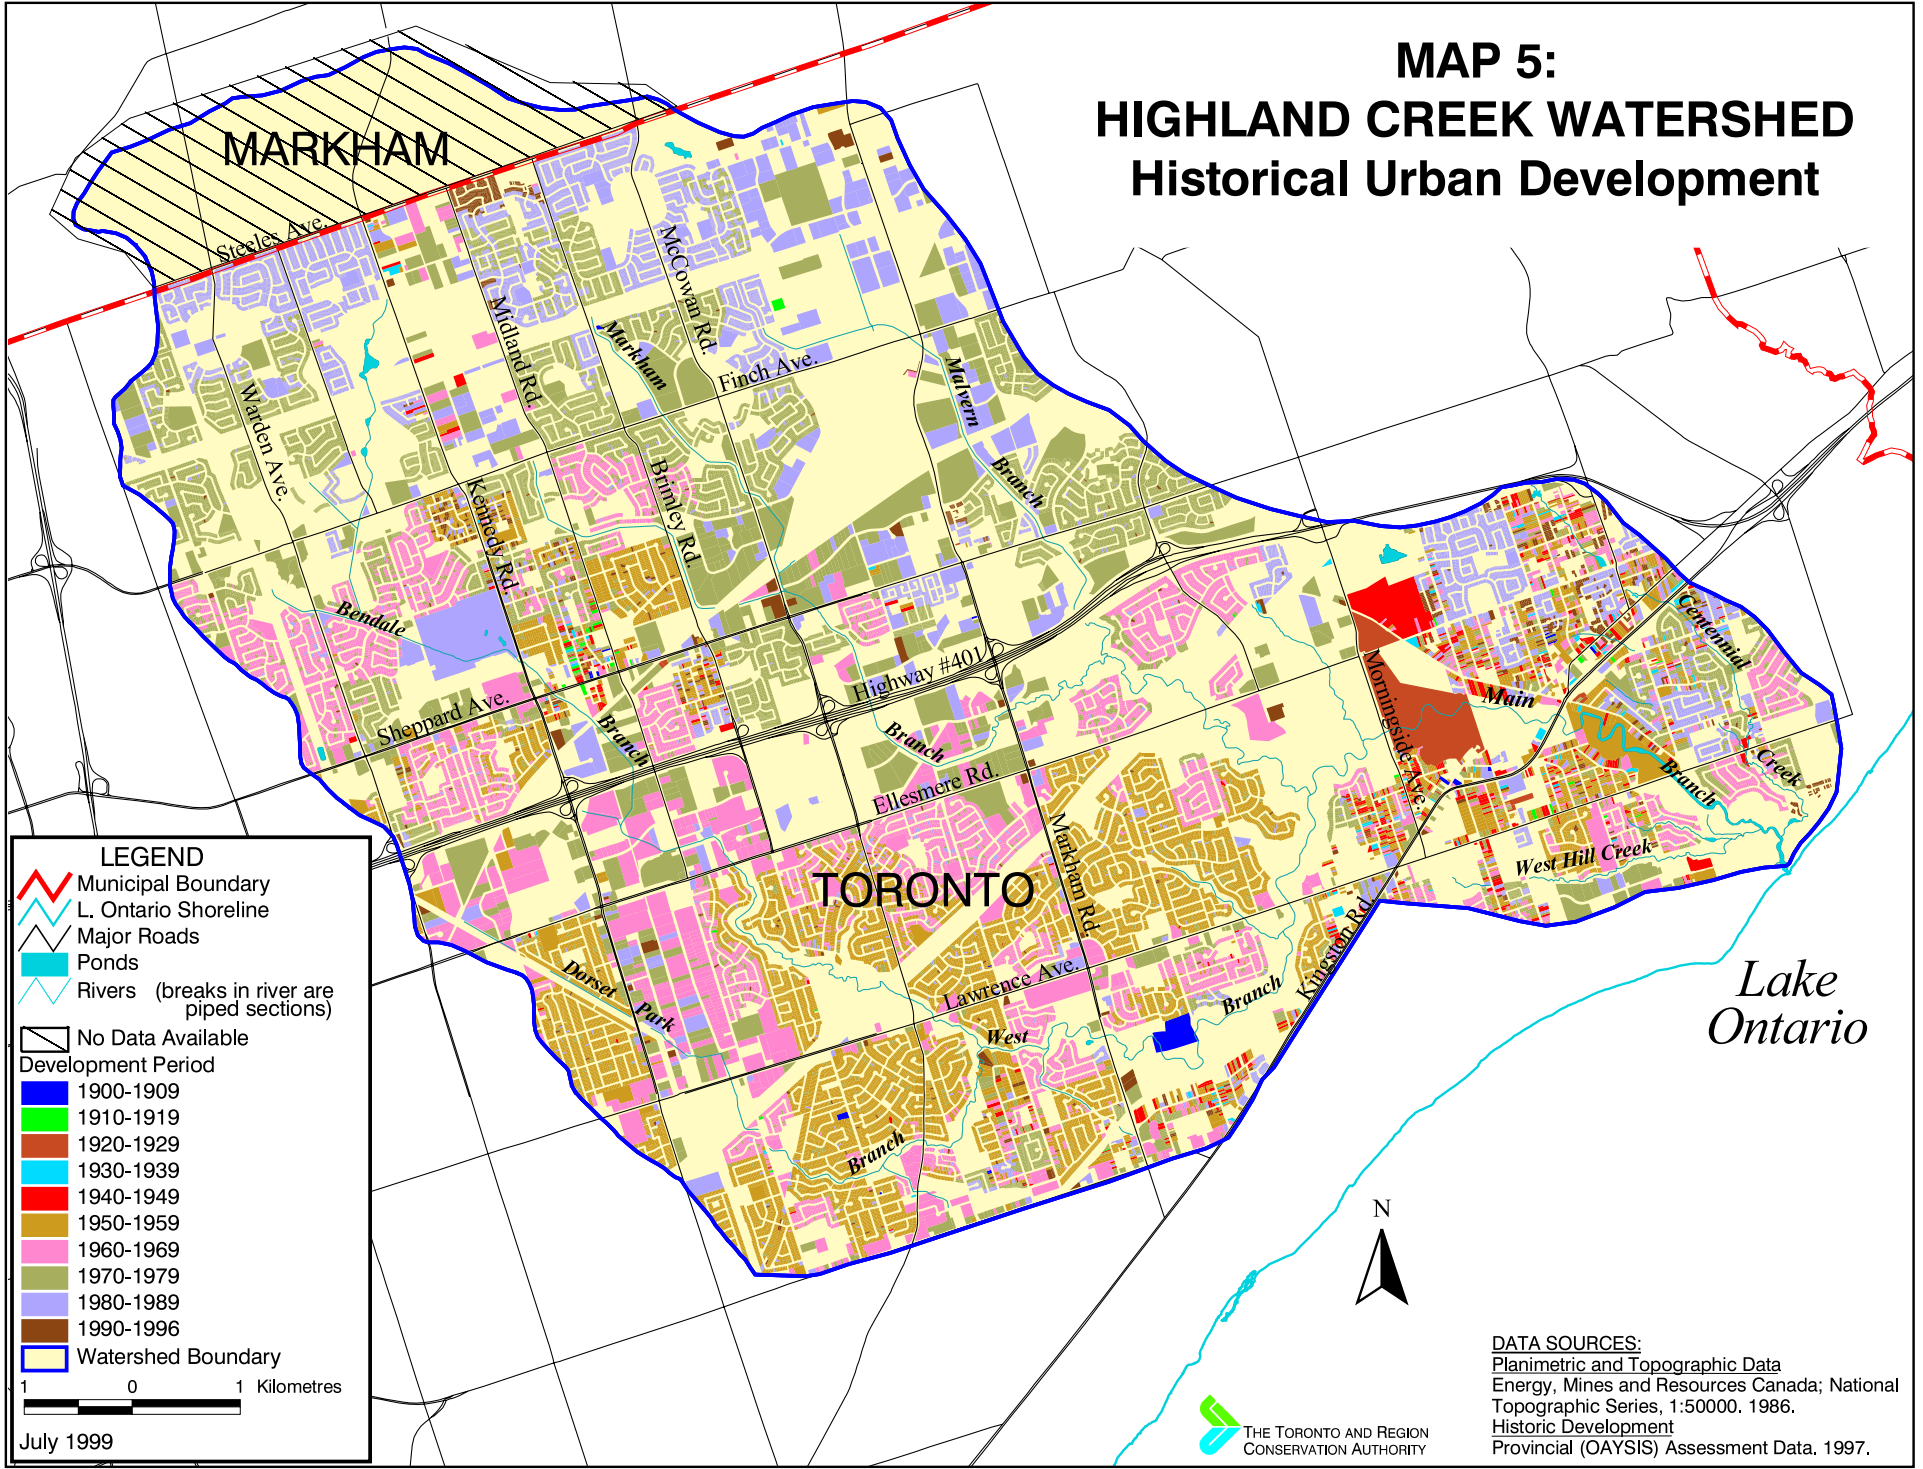 MAP 5:
HIGHLAND CREEK WATERSHED
Historical Urban Development
MARKHAM
Steeles Ave.
McCowan Rd.
Midland Rd.
Markham
Finch Ave.
Malvern
Warden Ave.
Branch
Brimley Rd.
Kennedy Rd.
Bendale
Centennial
Highway #401
Sheppard Ave.
Morningside Ave.
Main
Branch
Branch
Ellesmere Rd.
Branch
Creek
Markham Rd.
West Hill Creek
TORONTO
Kingston Rd.
Lawrence Ave.
Dorset
Park
Branch
West
Branch
Lake
Ontario
LEGEND
Municipal Boundary
L. Ontario Shoreline
Major Roads
Ponds
Rivers (breaks in river are
piped sections)
No Data Available
Development Period
1900-1909
1910-1919
1920-1929
1930-1939
1940-1949
1950-1959
1960-1969
1970-1979
1980-1989
1990-1996
Watershed Boundary
1 0 1 Kilometres
July 1999
N
THE TORONTO AND REGION
CONSERVATION AUTHORITY
DATA SOURCES:
Planimetric and Topographic Data
Energy, Mines and Resources Canada; National
Topographic Series, 1:50000. 1986.
Historic Development
Provincial (OAYSIS) Assessment Data. 1997.